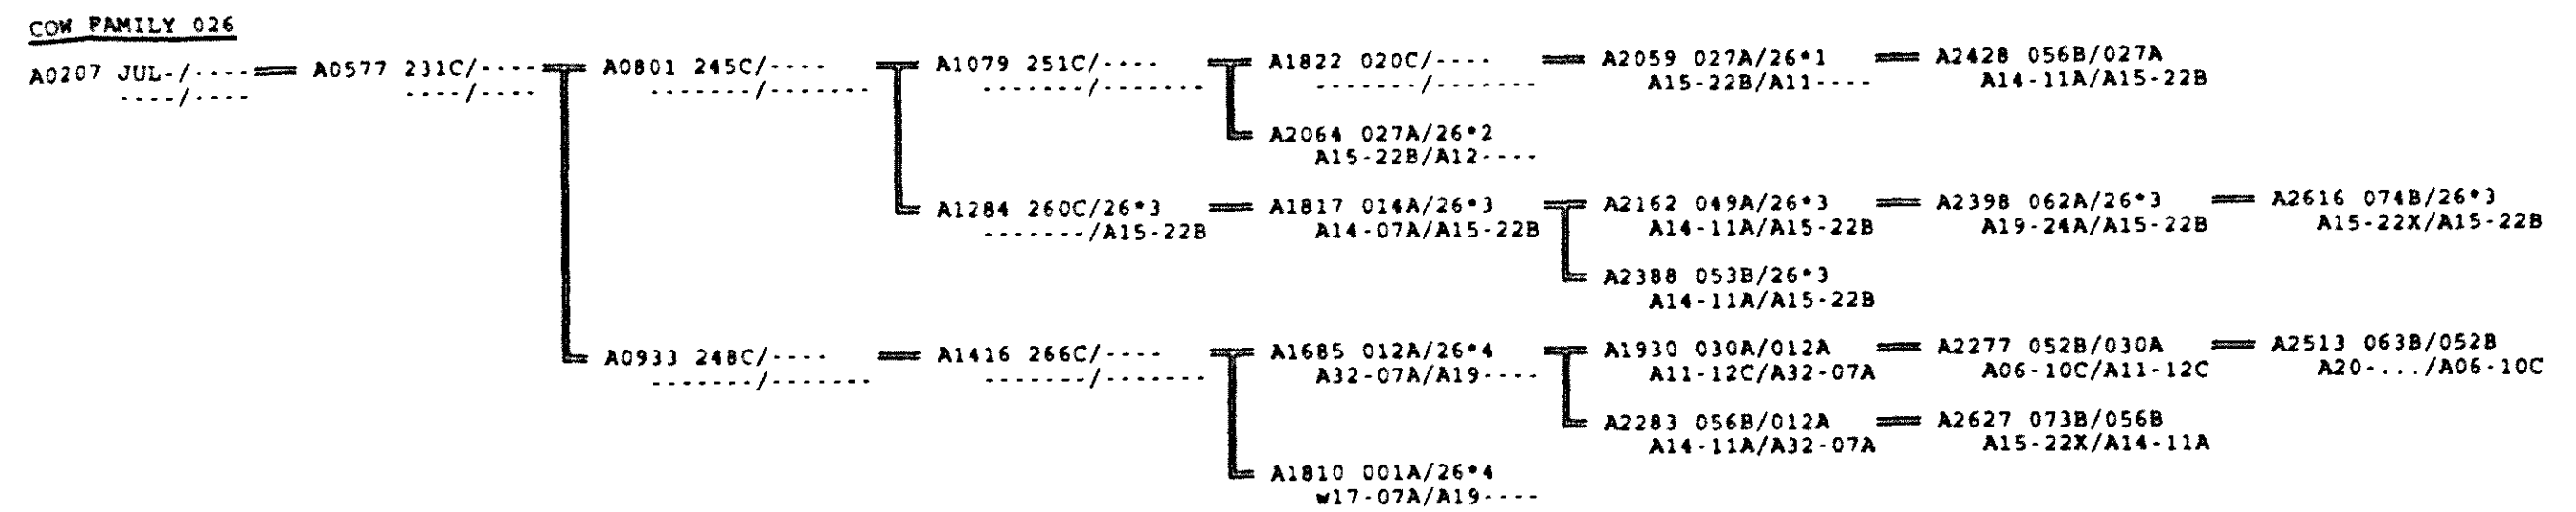 COW FAMILY 026
A0207 JUL-/---- A0577 231C/---- A0801 245C/---- A1079 251C/---- A1822 020C/---- A2059 027A/26*1 A2428 056B/027A
----/---- ----/---- -------/------- -------/------- -------/------- A15-22B/A11---- A14-11A/A15-22B
A2064 027A/26*2
A15-22B/A12----
A1284 260C/26*3 A1817 014A/26*3 A2162 049A/26*3 A2398 062A/26*3 A2616 074B/26*3
-------/A15-22B A14-07A/A15-22B A14-11A/A15-22B A19-24A/A15-22B A15-22X/A15-22B
A2388 053B/26*3
A14-11A/A15-22B
A0933 248C/---- A1416 266C/---- A1685 012A/26*4 A1930 030A/012A A2277 052B/030A A2513 063B/052B
-------/------- -------/------- A32-07A/A19---- A11-12C/A32-07A A06-10C/A11-12C A20-.../A06-10C
A2283 056B/012A A2627 073B/056B
A14-11A/A32-07A A15-22X/A14-11A
A1810 001A/26*4
w17-07A/A19----